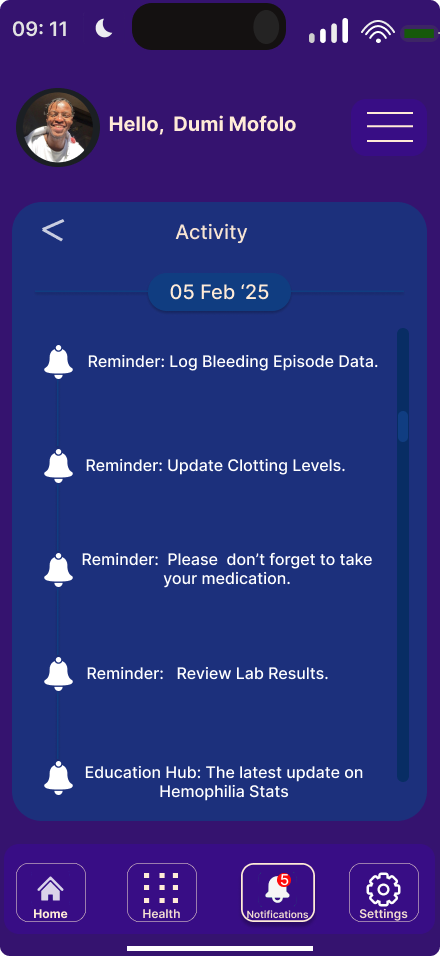 09: 11
Hello, Dumi Mofolo
<
Activity
05 Feb ‘25
Reminder: Log Bleeding Episode Data.
Reminder: Update Clotting Levels.
Reminder: Please don’t forget to take
your medication.
Reminder: Review Lab Results.
Education Hub: The latest update on
Hemophilia Stats
5
Home Health Notifications Settings